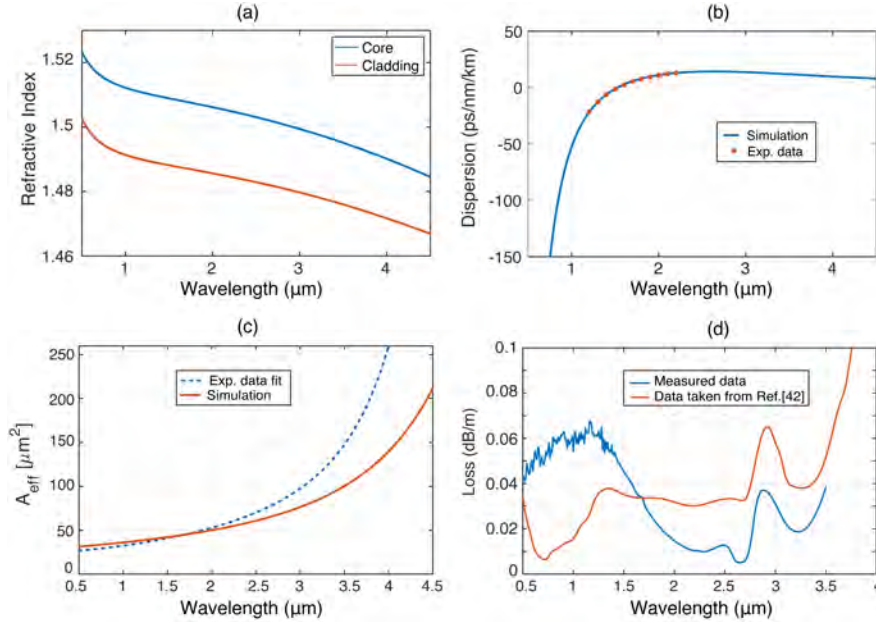 (a)
Refractive Index
1.52
1.5
1.48
1.46
Core
Cladding
1 2 3 4
Wavelength (µm)
(b)
Dispersion (ps/nm/km)
50
0
-50
-100
-150
Simulation
Exp. data
1 2 4
Wavelength (µm)
(c)
A eff [µm²]
250
200
150
100
50
0
Exp. data fit
Simulation
0.5 1 1.5 2 2.5 3 3.5 4 4.5
Wavelength (µm)
(d)
Loss (dB/m)
0.1
0.08
0.06
0.04
0.02
0
Measured data
Data taken from Ref.[42]
0.5 1 1.5 2 2.5 3 3.5 4
Wavelength (µm)